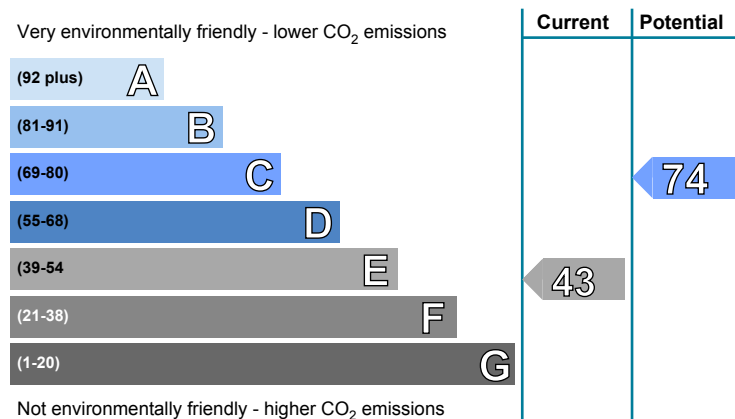 Current Potential
Very environmentally friendly - lower CO2 emissions
(92 plus) A
(81-91) B
(69-80) C
74
(55-68) D
(39-54 E
43
(21-38) F
(1-20) G
Not environmentally friendly - higher CO2 emissions